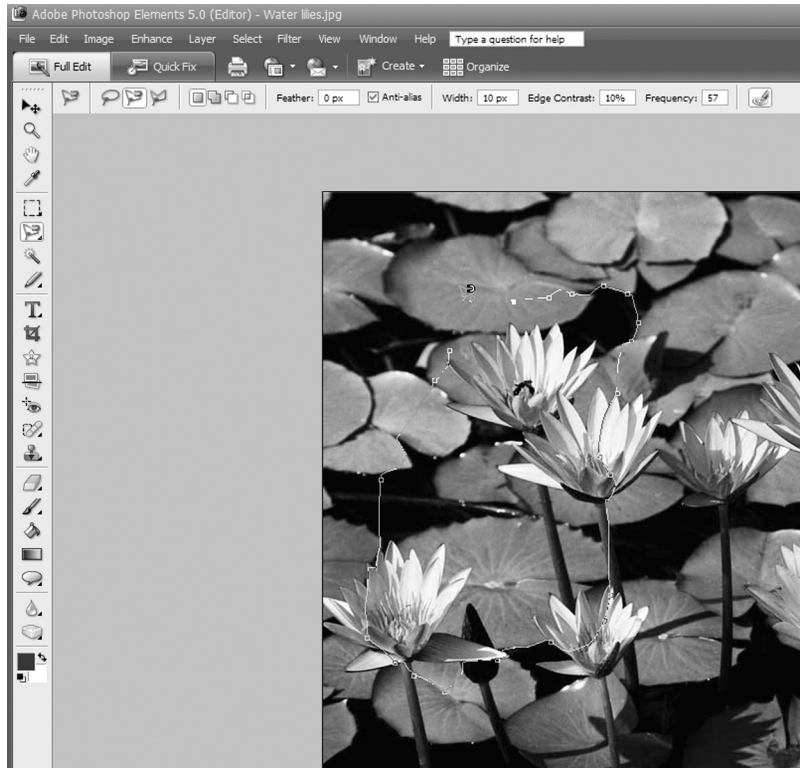 Adobe Photoshop Elements 5.0 (Editor) - Water lilies.jpg
File Edit Image Enhance Layer Select Filter View Window Help Type a question for help
Full Edit Quick Fix Create Organize
Feather: 0 px Anti-alias Width: 10 px Edge Contrast: 10% Frequency: 57
T